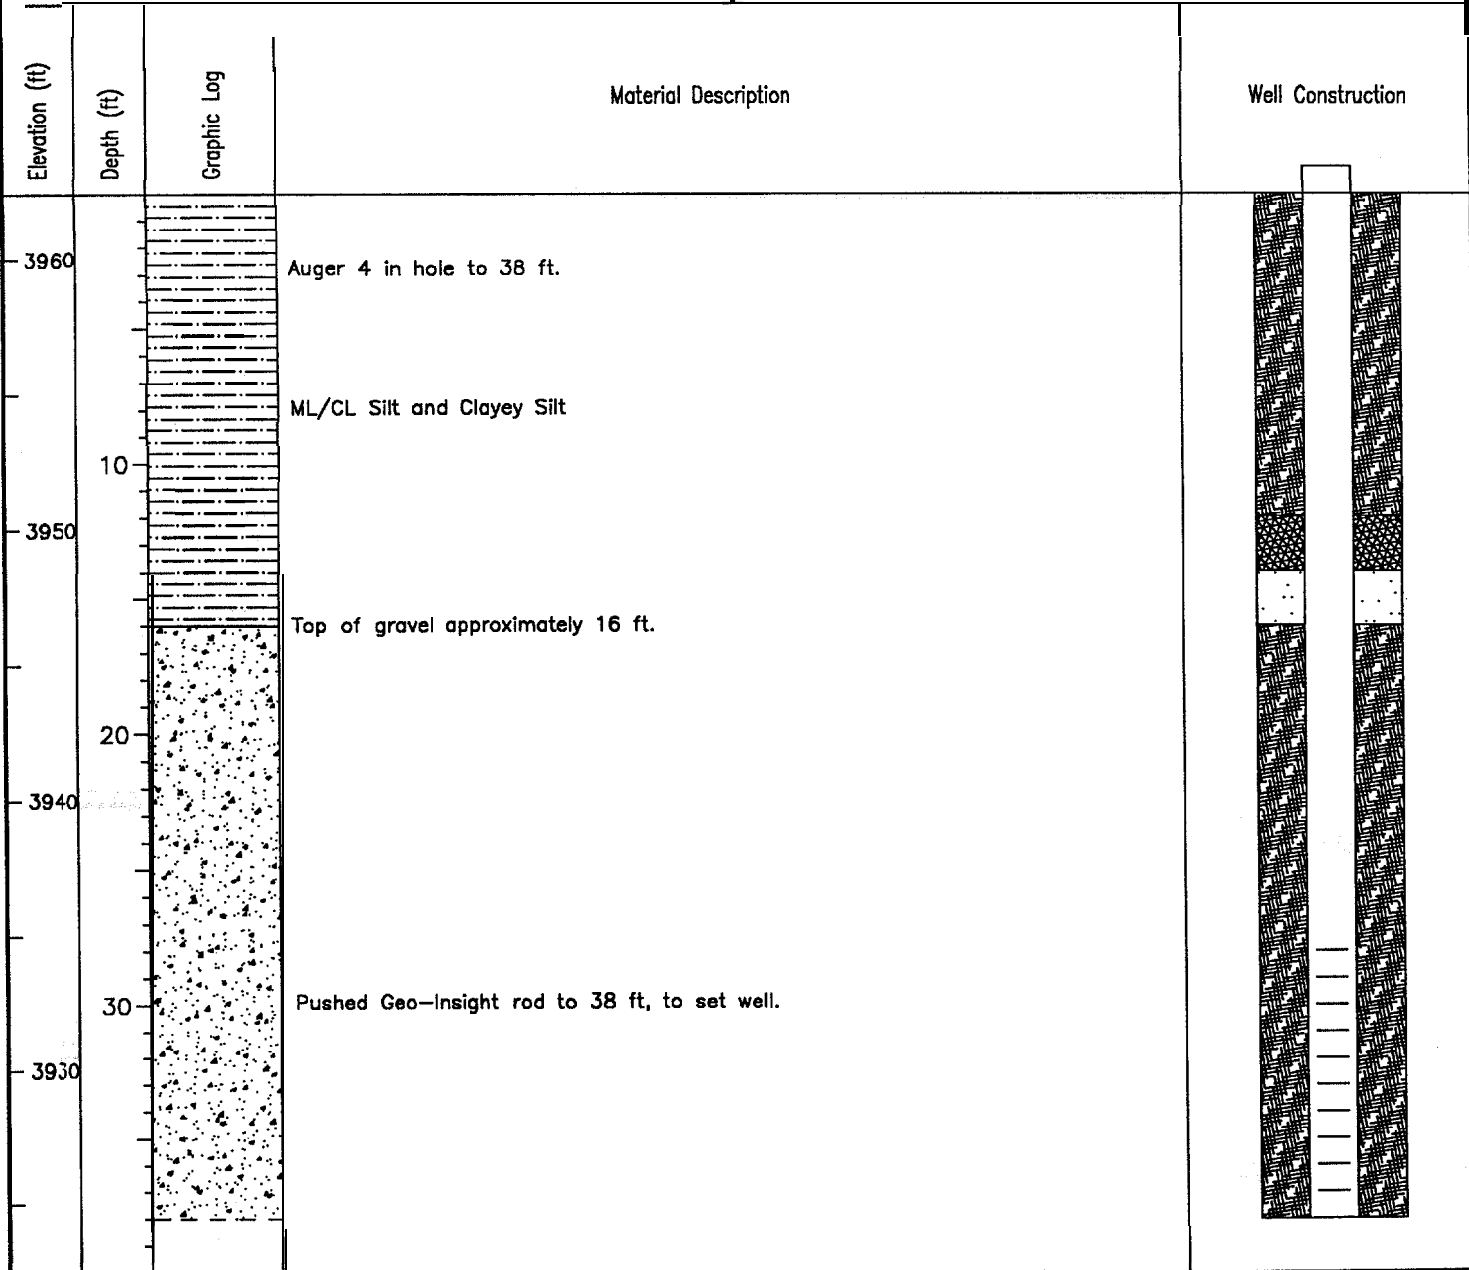 Elevation (ft)
Depth (ft)
Graphic Log
Material Description
Well Construction
3960
Auger 4 in hole to 38 ft.
ML/CL Silt and Clayey Silt
10
3950
Top of gravel approximately 16 ft.
20
3940
30
Pushed Geo-Insight rod to 38 ft, to set well.
3930